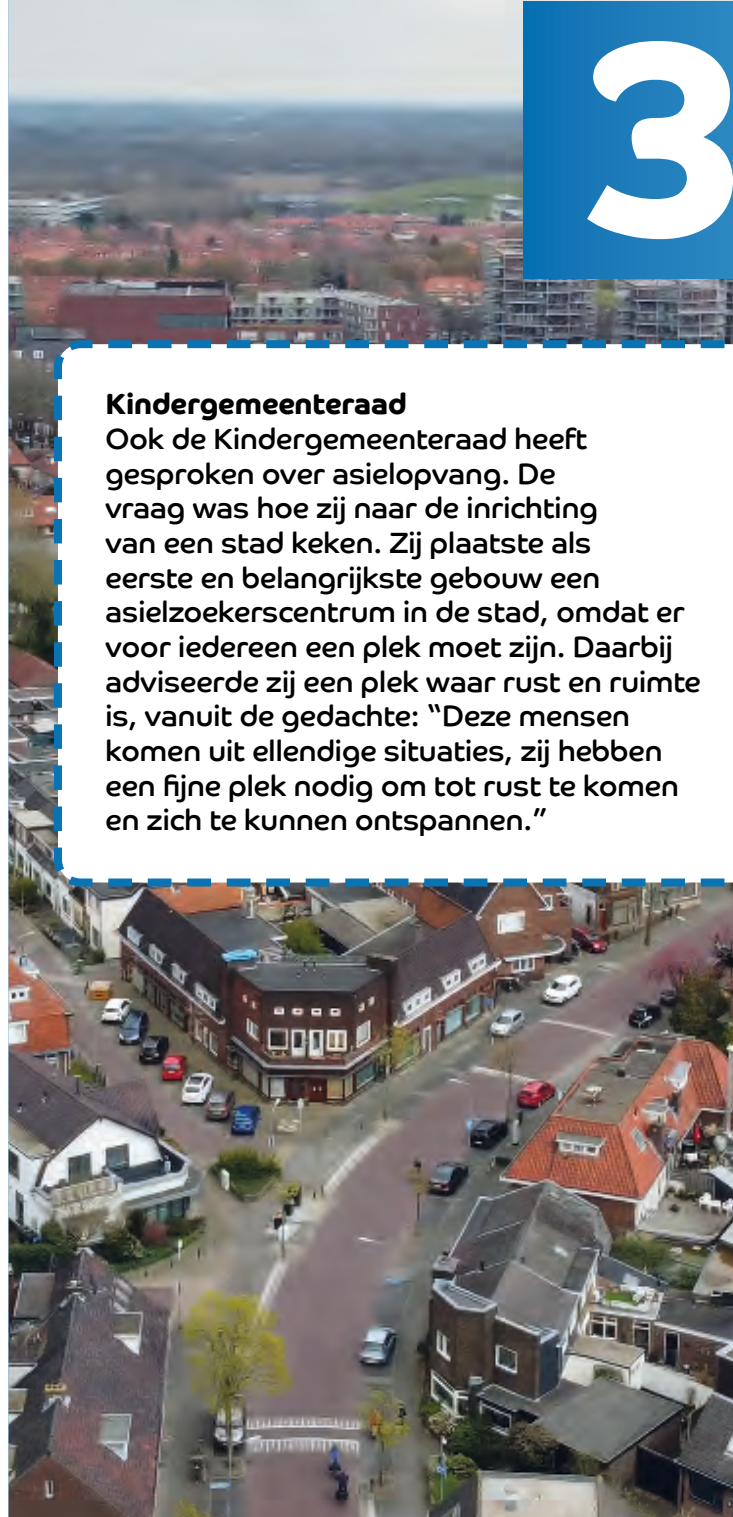 3
Kindergemeenteraad
Ook de Kindergemeenteraad heeft
gesproken over asielopvang. De
vraag was hoe zij naar de inrichting
van een stad keken. Zij plaatste als
eerste en belangrijkste gebouw een
asielzoekerscentrum in de stad, omdat er
voor iedereen een plek moet zijn. Daarbij
adviseerde zij een plek waar rust en ruimte
is, vanuit de gedachte: “Deze mensen
komen uit ellendige situaties, zij hebben
een fijne plek nodig om tot rust te komen
en zich te kunnen ontspannen.”